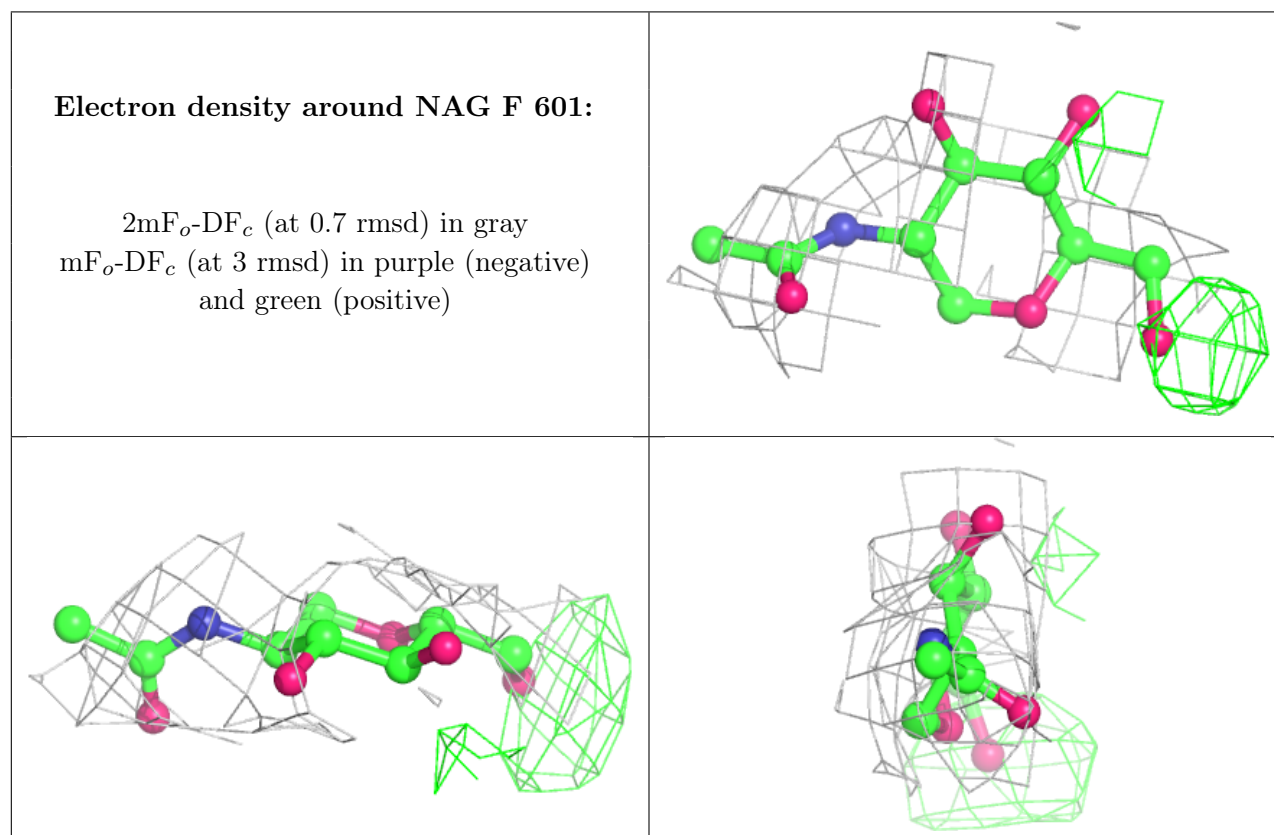 Electron density around NAG F 601:
2mFo-DFc (at 0.7 rmsd) in gray
mFo-DFc (at 3 rmsd) in purple (negative)
and green (positive)